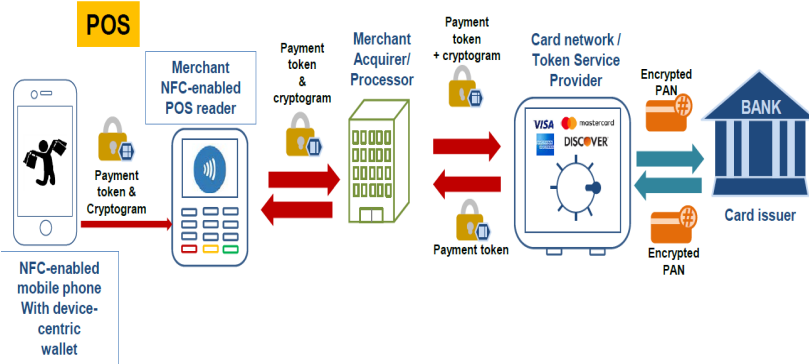 POS
Merchant
NFC-enabled
POS reader
Payment
token
&
cryptogram
Merchant
Acquirer/
Processor
Payment
token
+ cryptogram
Card network /
Token Service
Provider
Encrypted
PAN
VISA
mastercard
AMERICAN EXPRESS
DISCOVER
BANK
#
Payment
token &
Cryptogram
Payment token
#
Encrypted
PAN
Card issuer
NFC-enabled
mobile phone
With device-
centric
wallet